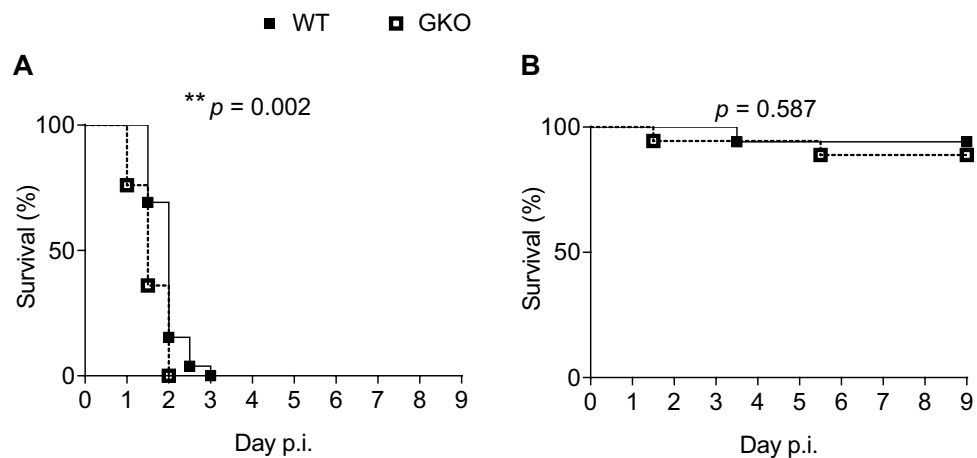 WT GKO
A B
** p = 0.002
p = 0.587
100
50
0
Survival (%)
0 1 2 3 4 5 6 7 8 9
Day p.i.
100
50
0
Survival (%)
0 1 2 3 4 5 6 7 8 9
Day p.i.